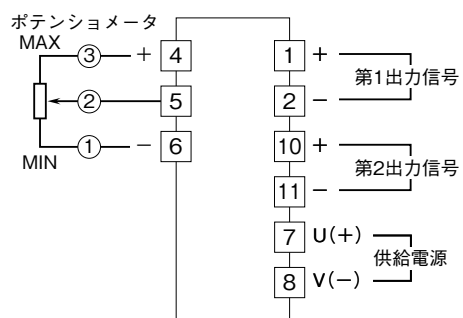 ポテンショメータ
MAX
③ + 4
② 5
① − 6
MIN
1 +
第1出力信号
2 −
10 +
第2出力信号
11 −
7 U(+)
供給電源
8 V(−)